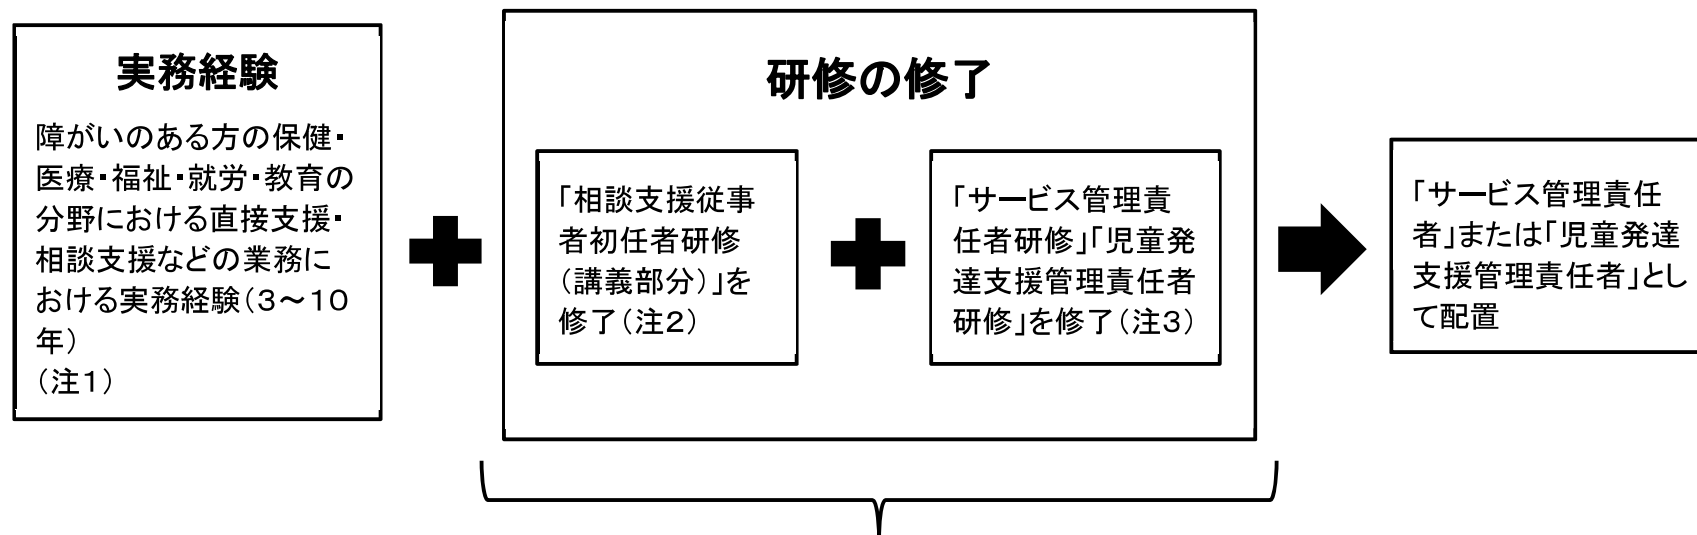 実務経験
障がいのある方の保健・
医療・福祉・就労・教育の
分野における直接支援・
相談支援などの業務に
おける実務経験（３～１０
年）
（注１）
研修の修了
「相談支援従事
者初任者研修
（講義部分）」を
修了（注２）
「サービス管理責
任者研修」「児童発
達支援管理責任者
研修」を修了（注３）
「サービス管理責任
者」または「児童発達
支援管理責任者」とし
て配置